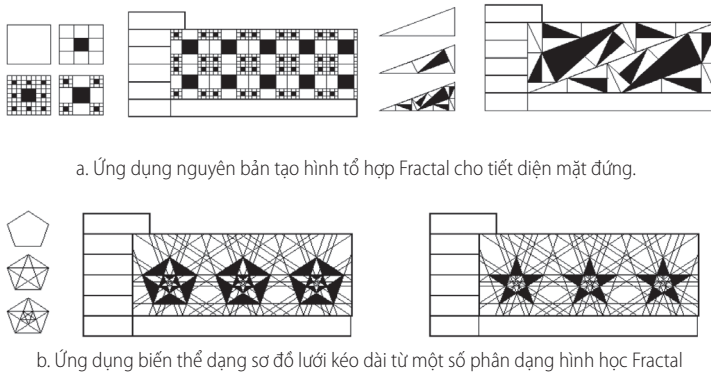 a. Ứng dụng nguyên bản tạo hình tổ hợp Fractal cho tiết diện mặt đứng.
b. Ứng dụng biến thể dạng sơ đồ lưới kéo dài từ một số phân dạng hình học Fractal